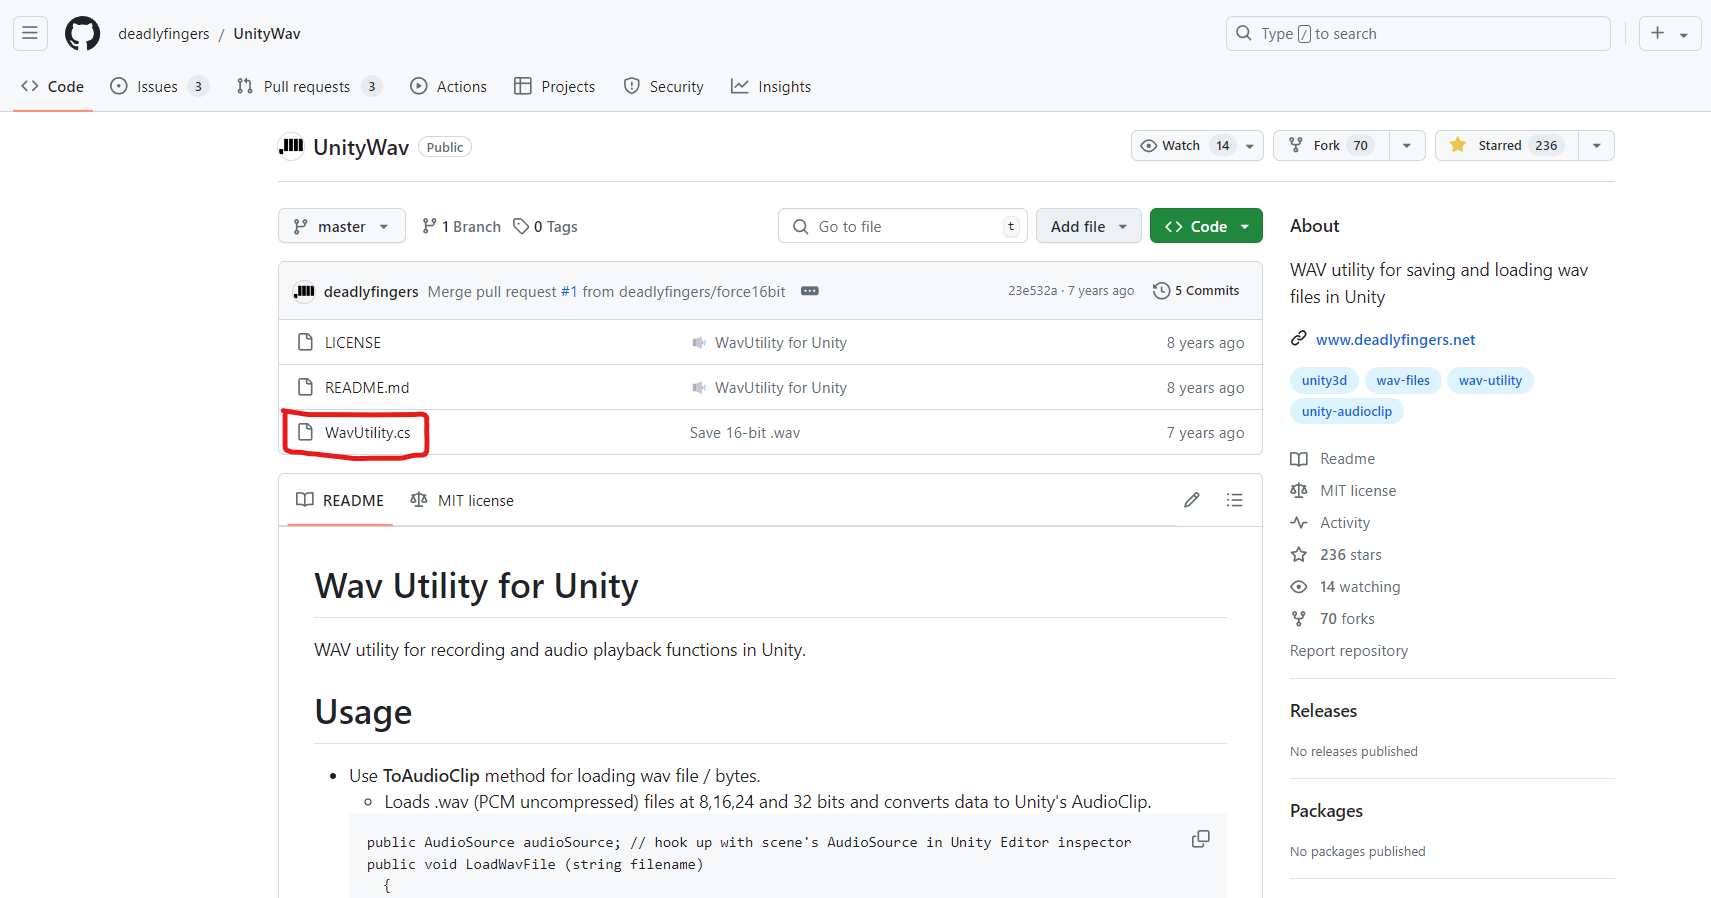 deadlyfingers / UnityWav
Type / to search
Code
Issues 3
Pull requests 3
Actions
Projects
Security
Insights
UnityWav Public
Watch 14
Fork 70
Starred 236
master
1 Branch
0 Tags
Go to file t
Add file
Code
deadlyfingers Merge pull request #1 from deadlyfingers/force16bit
23e532a · 7 years ago
5 Commits
LICENSE WavUtility for Unity 8 years ago
README.md WavUtility for Unity 8 years ago
WavUtility.cs Save 16-bit .wav 7 years ago
README
MIT license
Wav Utility for Unity
WAV utility for recording and audio playback functions in Unity.
Usage
• Use ToAudioClip method for loading wav file / bytes.
Loads .wav (PCM uncompressed) files at 8,16,24 and 32 bits and converts data to Unity's AudioClip.
public AudioSource audioSource; // hook up with scene's AudioSource in Unity Editor inspector
public void LoadWavFile (string filename)
{
About
WAV utility for saving and loading wav
files in Unity
www.deadlyfingers.net
unity3d wav-files wav-utility
unity-audioclip
Readme
MIT license
Activity
236 stars
14 watching
70 forks
Report repository
Releases
No releases published
Packages
No packages published